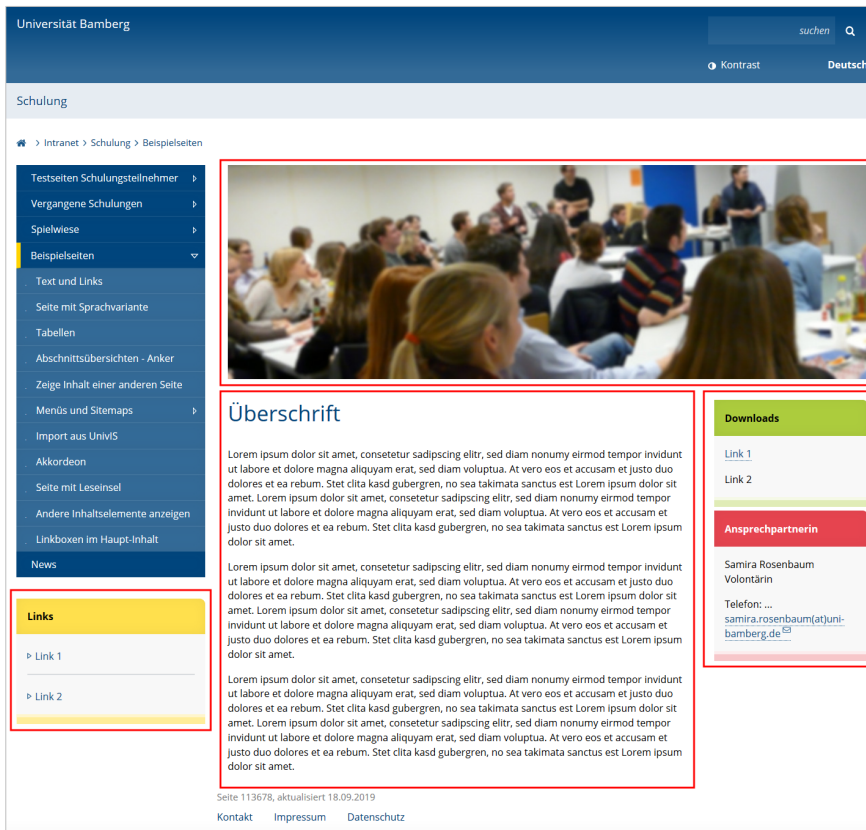 Universität Bamberg
suchen
Kontrast
Deutsch
Schulung
> Intranet > Schulung > Beispielseiten
Testseiten Schulungsteilnehmer
Vergangene Schulungen
Spielwiese
Beispielseiten
Text und Links
Seite mit Sprachvariante
Tabellen
Abschnittsübersichten - Anker
Zeige Inhalt einer anderen Seite
Menüs und Sitemaps
Import aus UnivIS
Akkordeon
Seite mit Leseinsel
Andere Inhaltselemente anzeigen
Linkboxen im Haupt-Inhalt
News
Links
Link 1
Link 2
Überschrift
Lorem ipsum dolor sit amet, consetetur sadipscing elitr, sed diam nonumy eirmod tempor invidunt
ut labore et dolore magna aliquyam erat, sed diam voluptua. At vero eos et accusam et justo duo
dolores et ea rebum. Stet clita kasd gubergren, no sea takimata sanctus est Lorem ipsum dolor sit
amet. Lorem ipsum dolor sit amet, consetetur sadipscing elitr, sed diam nonumy eirmod tempor
invidunt ut labore et dolore magna aliquyam erat, sed diam voluptua. At vero eos et accusam et
justo duo dolores et ea rebum. Stet clita kasd gubergren, no sea takimata sanctus est Lorem ipsum
dolor sit amet.
Lorem ipsum dolor sit amet, consetetur sadipscing elitr, sed diam nonumy eirmod tempor invidunt
ut labore et dolore magna aliquyam erat, sed diam voluptua. At vero eos et accusam et justo duo
dolores et ea rebum. Stet clita kasd gubergren, no sea takimata sanctus est Lorem ipsum dolor sit
amet. Lorem ipsum dolor sit amet, consetetur sadipscing elitr, sed diam nonumy eirmod tempor
invidunt ut labore et dolore magna aliquyam erat, sed diam voluptua. At vero eos et accusam et
justo duo dolores et ea rebum. Stet clita kasd gubergren, no sea takimata sanctus est Lorem ipsum
dolor sit amet.
Lorem ipsum dolor sit amet, consetetur sadipscing elitr, sed diam nonumy eirmod tempor invidunt
ut labore et dolore magna aliquyam erat, sed diam voluptua. At vero eos et accusam et justo duo
dolores et ea rebum. Stet clita kasd gubergren, no sea takimata sanctus est Lorem ipsum dolor sit
amet. Lorem ipsum dolor sit amet, consetetur sadipscing elitr, sed diam nonumy eirmod tempor
invidunt ut labore et dolore magna aliquyam erat, sed diam voluptua. At vero eos et accusam et
justo duo dolores et ea rebum. Stet clita kasd gubergren, no sea takimata sanctus est Lorem ipsum
dolor sit amet.
Downloads
Link 1
Link 2
Ansprechpartnerin
Samira Rosenbaum
Volontärin
Telefon: ...
samira.rosenbaum(at)uni-
bamberg.de
Seite 113678, aktualisiert 18.09.2019
Kontakt Impressum Datenschutz